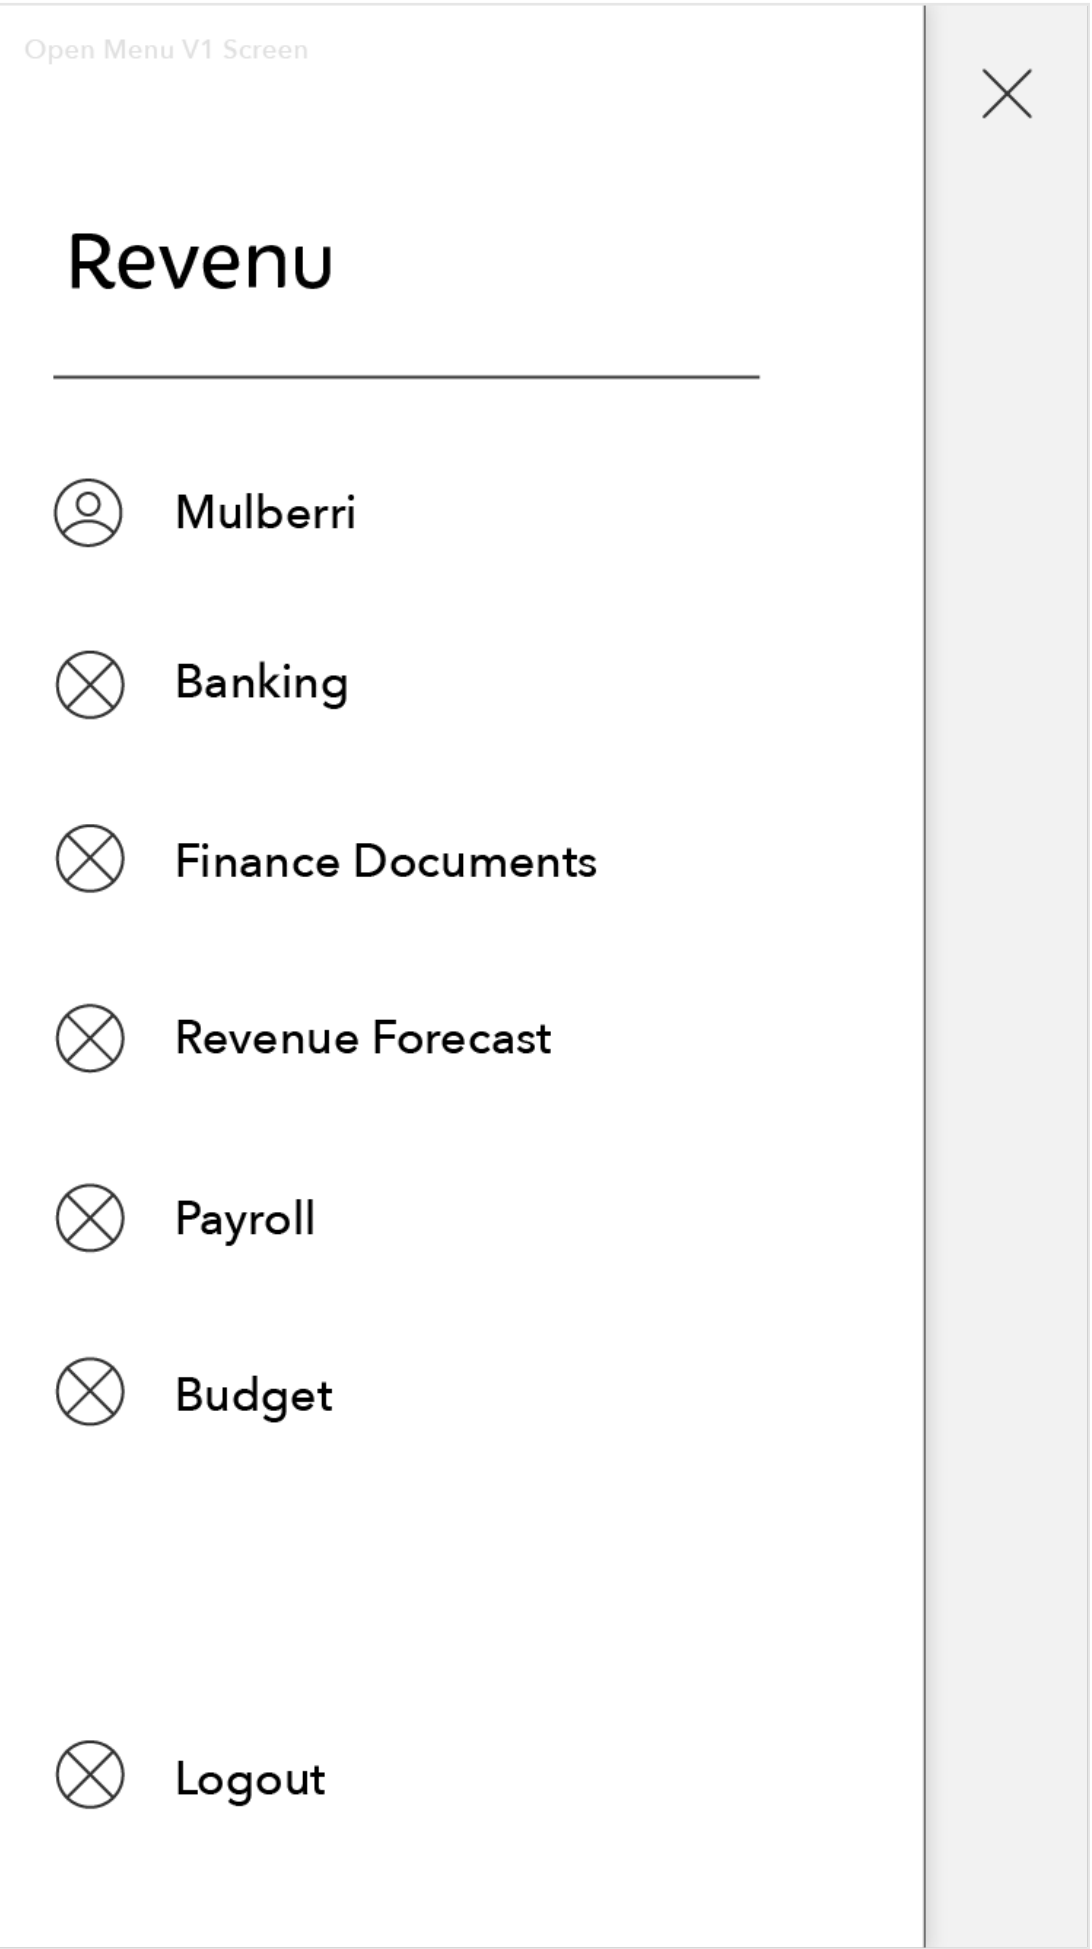 Open Menu V1 Screen
Revenu
Mulberri
Banking
Finance Documents
Revenue Forecast
Payroll
Budget
Logout